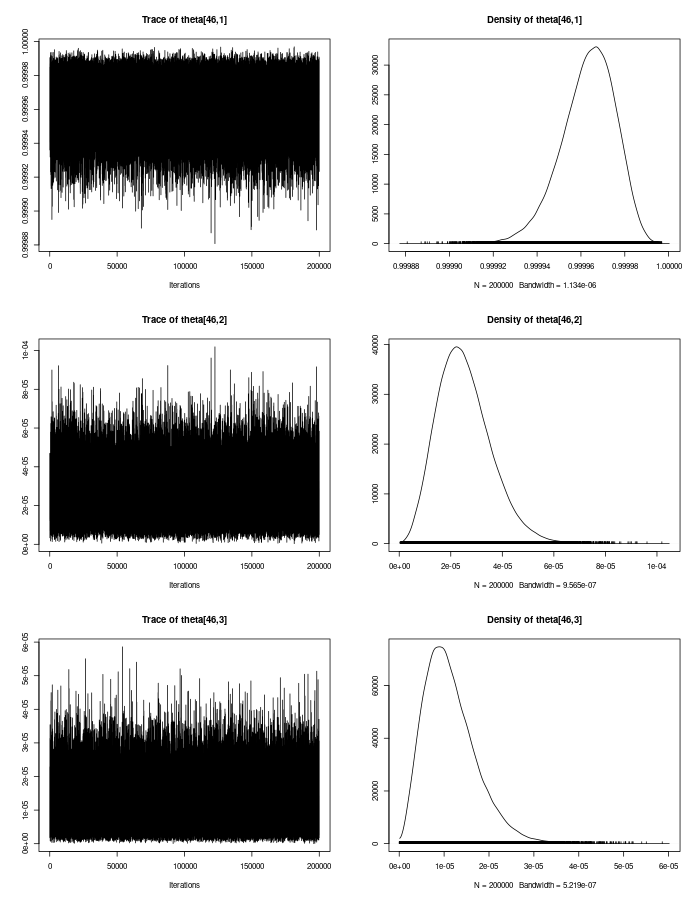 Trace of theta[46,1]
Density of theta[46,1]
0.99988 0.99990 0.99992 0.99994 0.99996 0.99998 1.00000
0 5000 10000 15000 20000 25000 30000
0 50000 100000 150000 200000
0.99988 0.99990 0.99992 0.99994 0.99996 0.99998 1.00000
Iterations
N = 200000 Bandwidth = 1.134e-06
Trace of theta[46,2]
Density of theta[46,2]
0e+00 2e-05 4e-05 6e-05 8e-05 1e-04
0 10000 20000 30000 40000
0 50000 100000 150000 200000
0e+00 2e-05 4e-05 6e-05 8e-05 1e-04
Iterations
N = 200000 Bandwidth = 9.565e-07
Trace of theta[46,3]
Density of theta[46,3]
0e+00 1e-05 2e-05 3e-05 4e-05 5e-05 6e-05
0 20000 40000 60000
0 50000 100000 150000 200000
0e+00 1e-05 2e-05 3e-05 4e-05 5e-05 6e-05
Iterations
N = 200000 Bandwidth = 5.219e-07